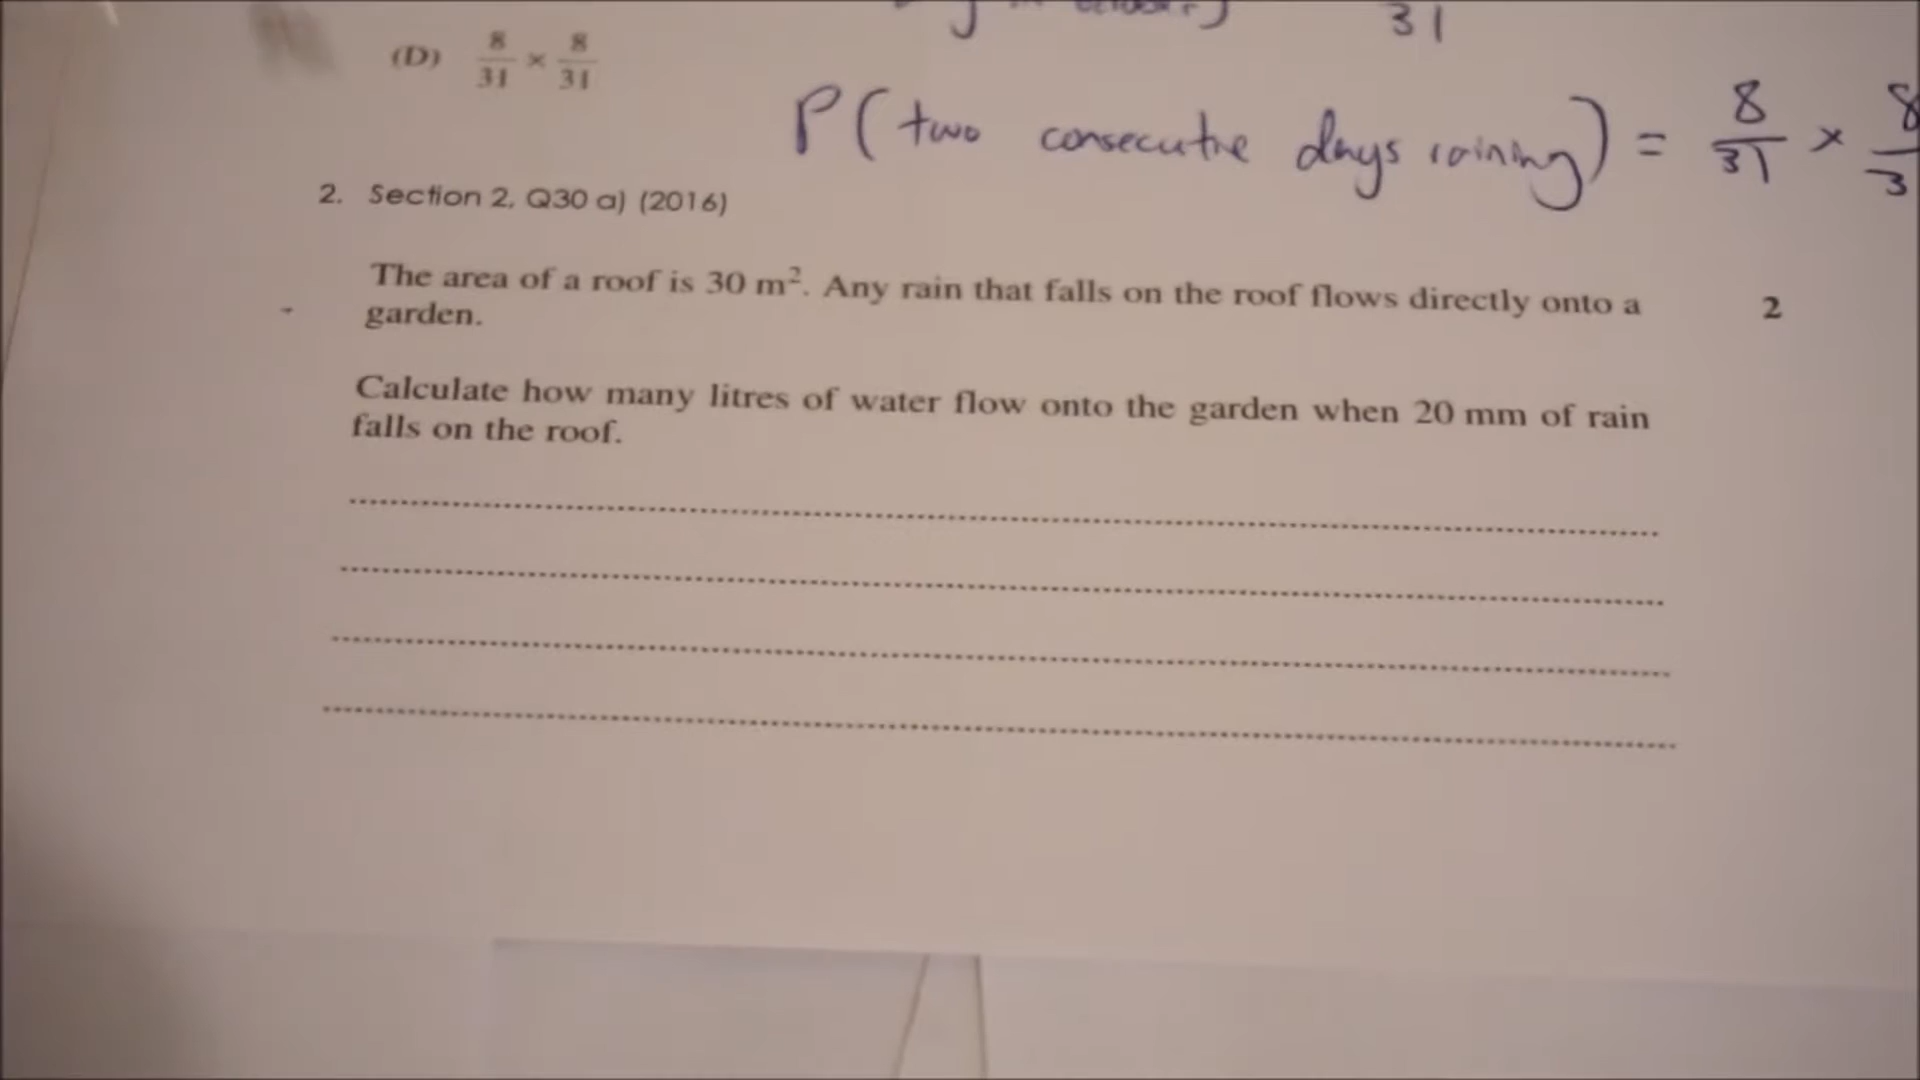 31
(D) 8/31 × 8/31
P(two consecutive days raining) = 8/31 ×
2. Section 2, Q30 a) (2016)
The area of a roof is 30 m². Any rain that falls on the roof flows directly onto a
garden.
2
Calculate how many litres of water flow onto the garden when 20 mm of rain
falls on the roof.